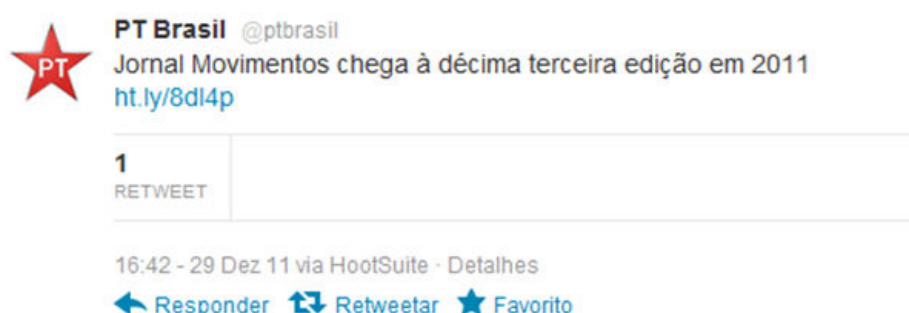 PT Brasil @ptbrasil
PT
Jornal Movimentos chega à décima terceira edição em 2011
ht.ly/8dl4p
1
RETWEET
16:42 - 29 Dez 11 via HootSuite · Detalhes
Responder Retweetar Favorito